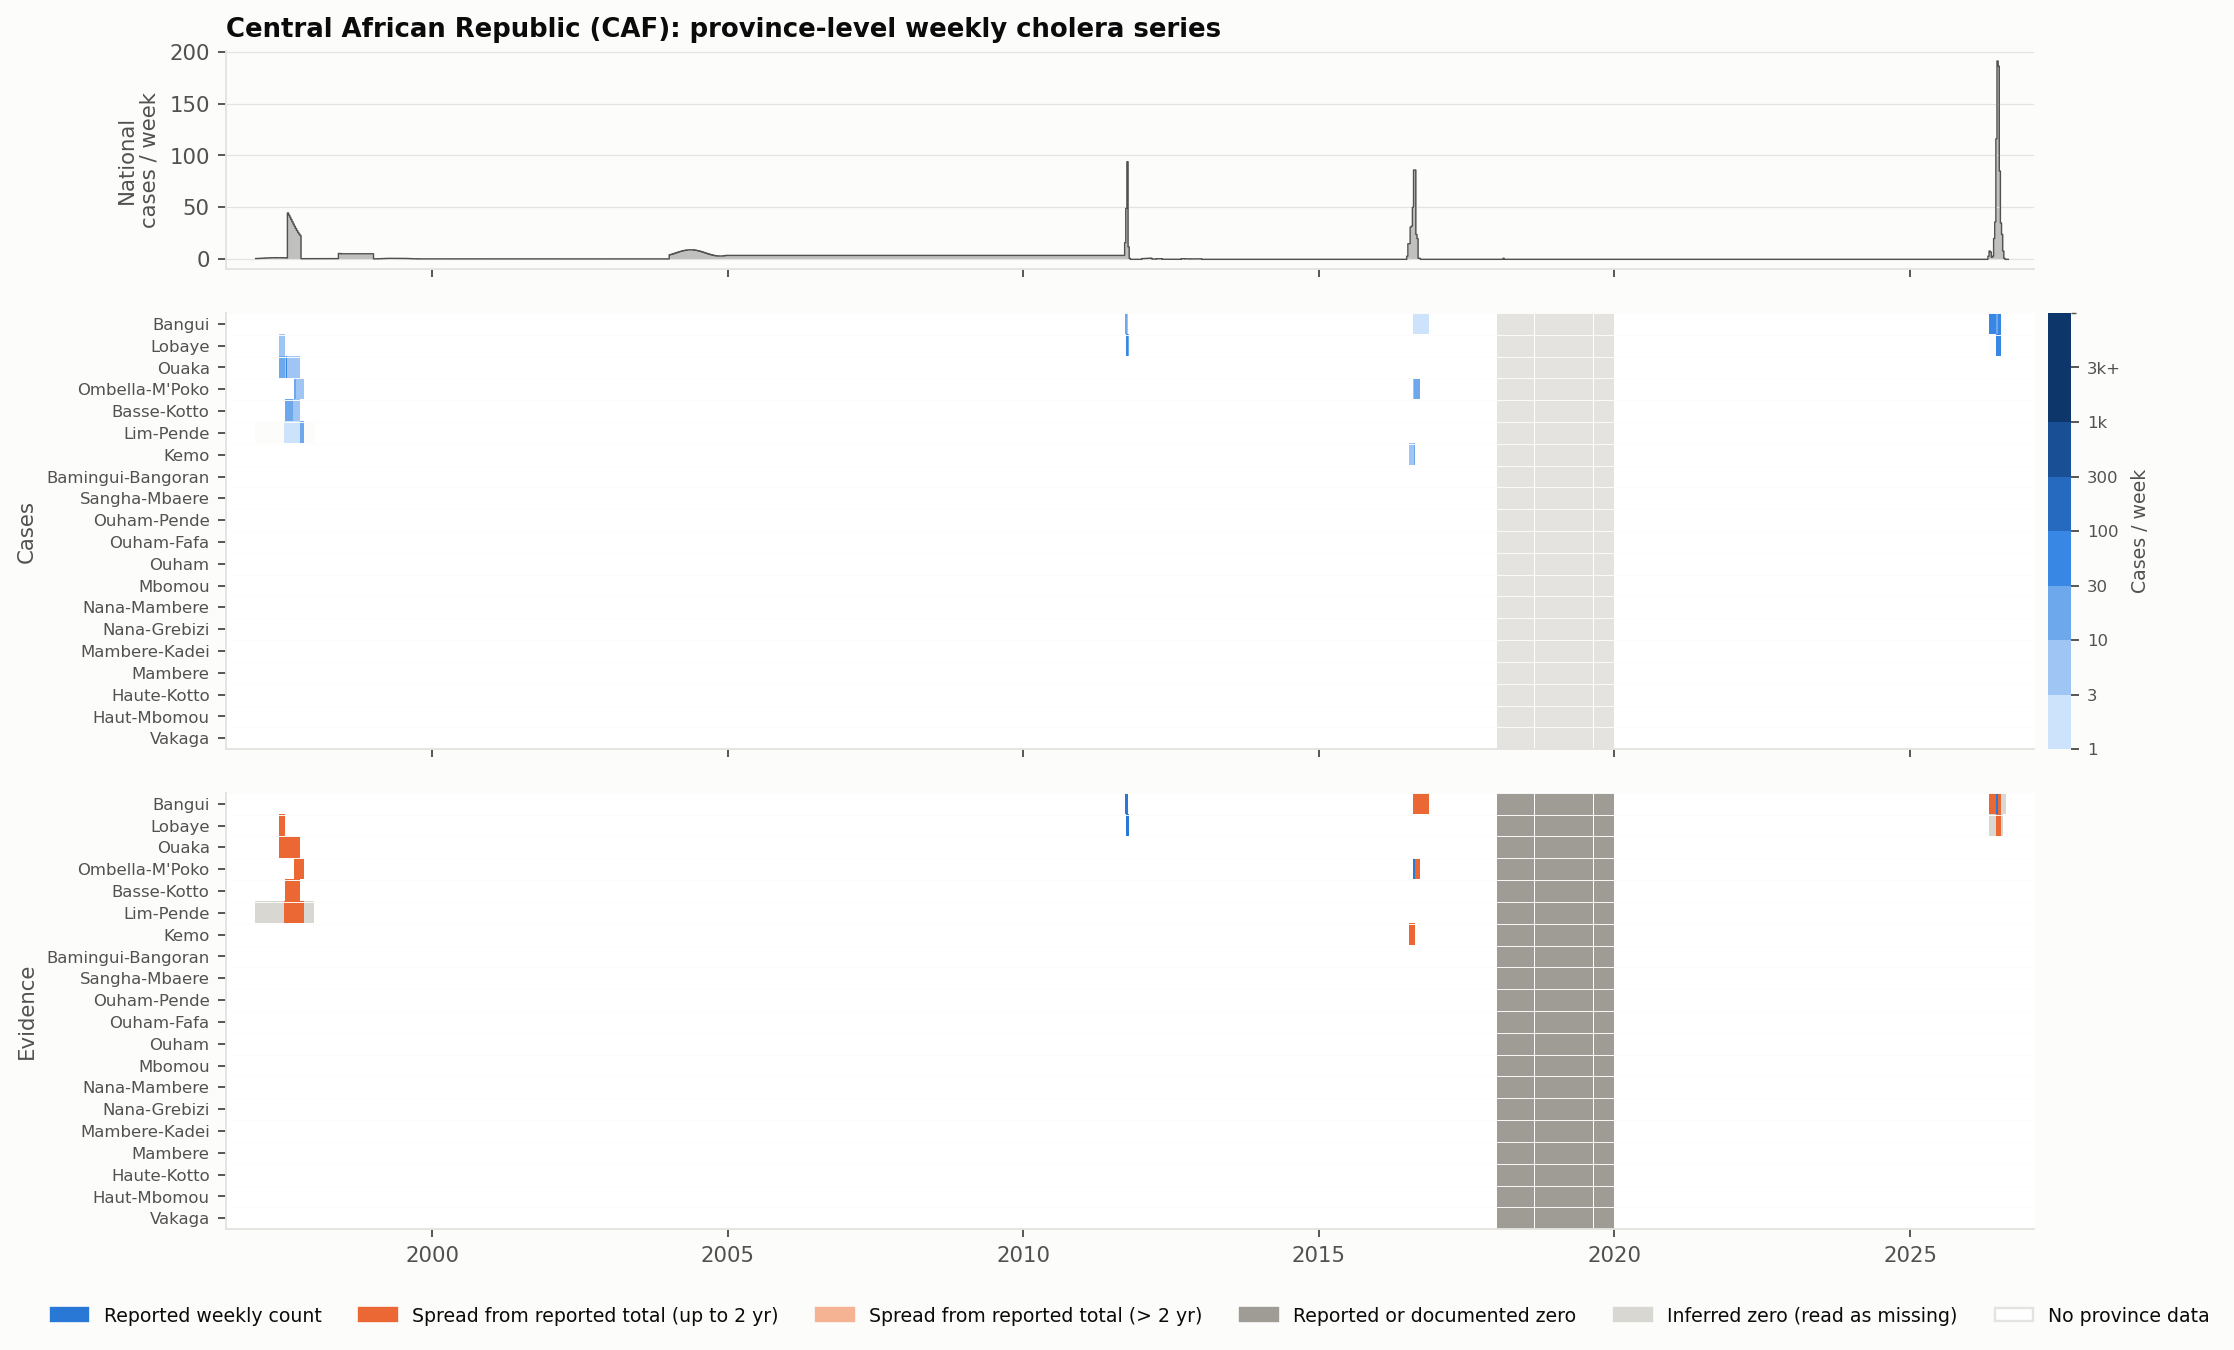 Central African Republic (CAF): province-level weekly cholera series
National
cases / week
200
150
100
50
0
Cases
Bangui
Lobaye
Ouaka
Ombella-M'Poko
Basse-Kotto
Lim-Pende
Kemo
Bamingui-Bangoran
Sangha-Mbaere
Ouham-Pende
Ouham-Fafa
Ouham
Mbomou
Nana-Mambere
Nana-Grebizi
Mambere-Kadei
Mambere
Haute-Kotto
Haut-Mbomou
Vakaga
3k+
1k
300
100
30
10
3
1
Cases / week
Evidence
Bangui
Lobaye
Ouaka
Ombella-M'Poko
Basse-Kotto
Lim-Pende
Kemo
Bamingui-Bangoran
Sangha-Mbaere
Ouham-Pende
Ouham-Fafa
Ouham
Mbomou
Nana-Mambere
Nana-Grebizi
Mambere-Kadei
Mambere
Haute-Kotto
Haut-Mbomou
Vakaga
2000 2005 2010 2015 2020 2025
Reported weekly count Spread from reported total (up to 2 yr) Spread from reported total (> 2 yr) Reported or documented zero Inferred zero (read as missing) No province data